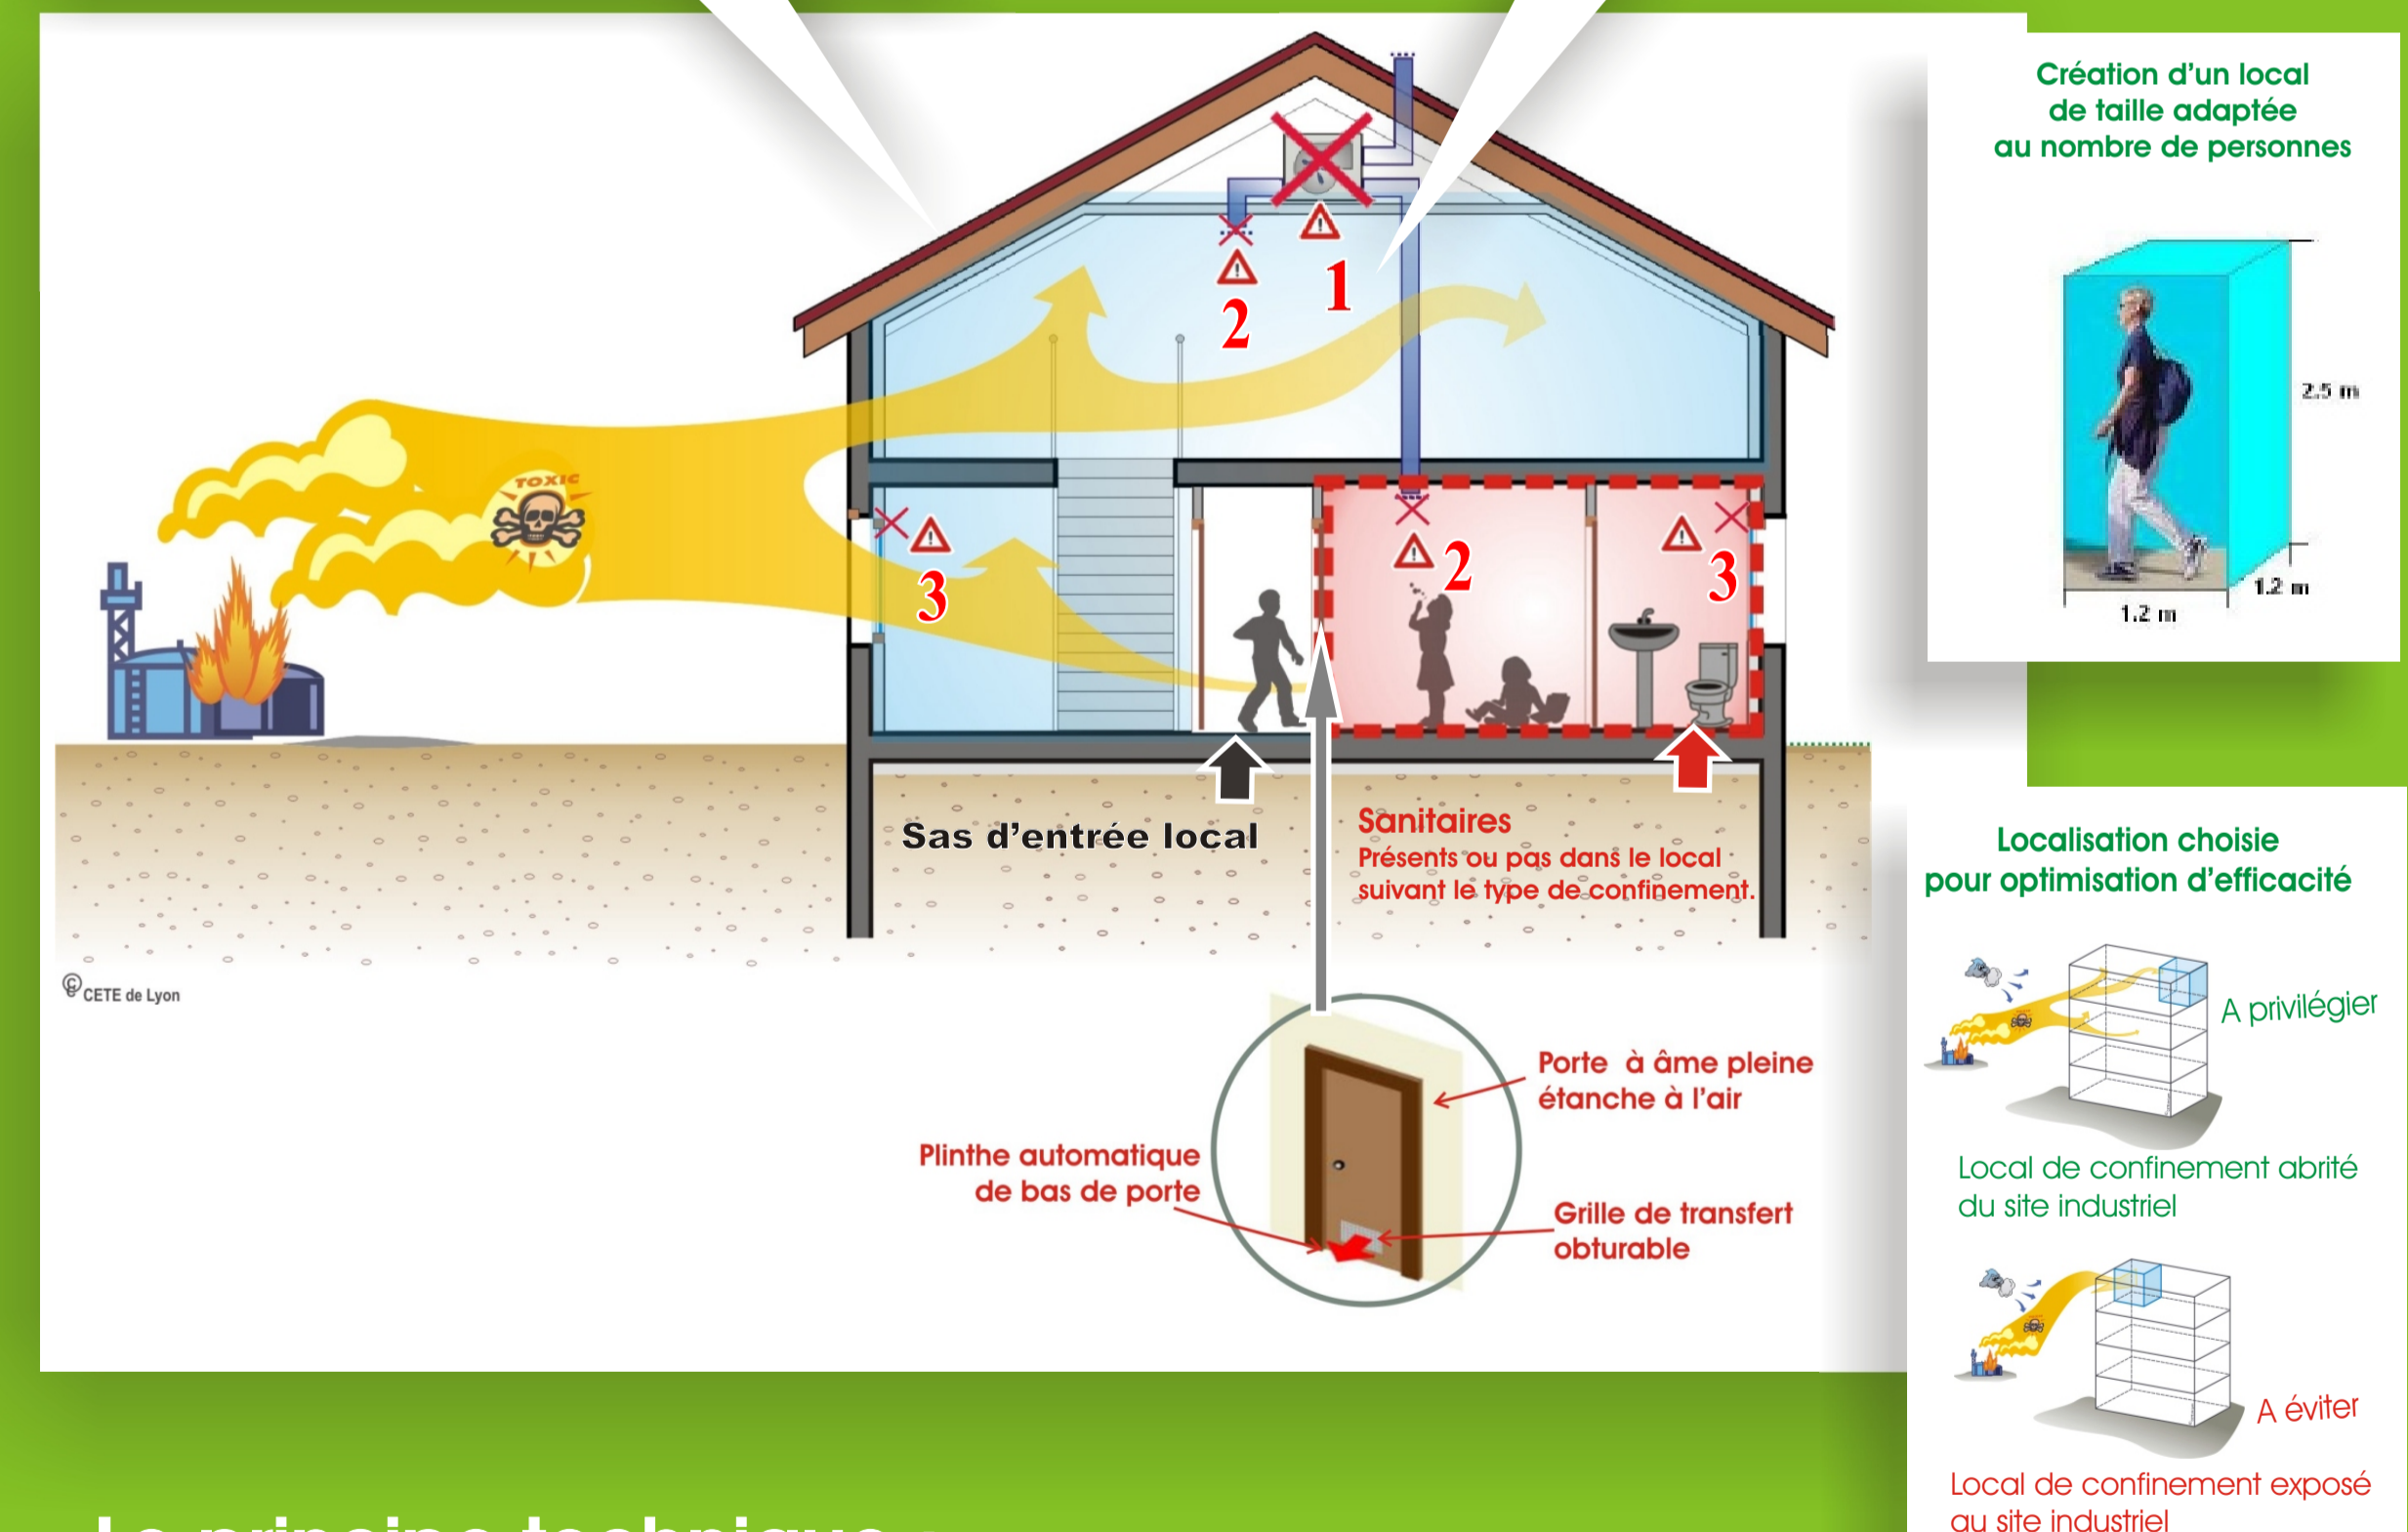 Création d'un local
de taille adaptée
au nombre de personnes
2.5 m
1.2 m
1.2 m
1
2
TOXIC
3
2
3
Sas d'entrée local
Sanitaires
Présents ou pas dans le local
suivant le type de confinement.
© CETE de Lyon
Porte à âme pleine
étanche à l'air
Plinthe automatique
de bas de porte
Grille de transfert
obturable
Localisation choisie
pour optimisation d'efficacité
A privilégier
Local de confinement abrité
du site industriel
A éviter
Local de confinement exposé
au site industriel
Le principe technique :